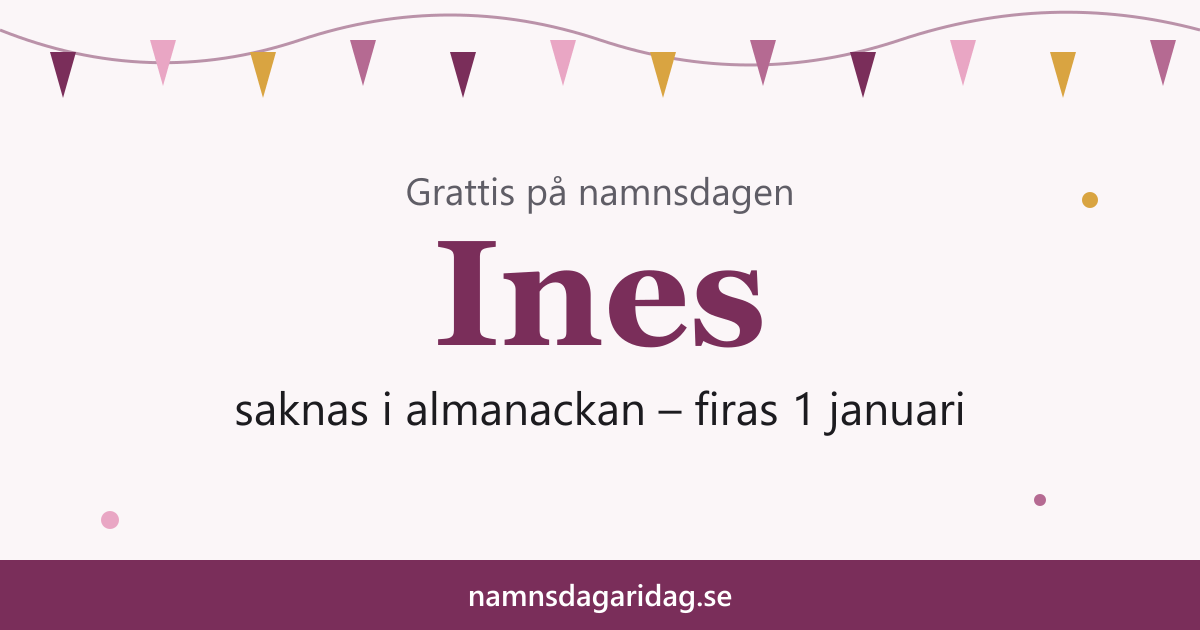 Grattis på namnsdagen
Ines
saknas i almanackan – firas 1 januari
namnsdagaridag.se